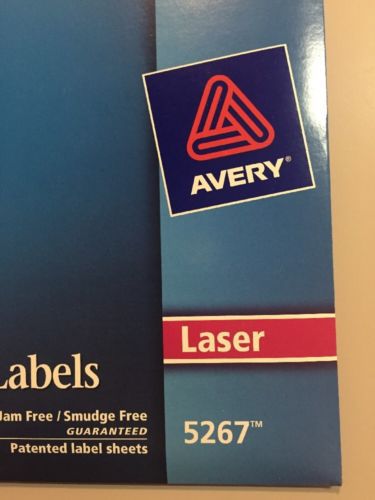 AVERY®
Laser
Labels
Jam Free / Smudge Free
GUARANTEED
Patented label sheets
5267™